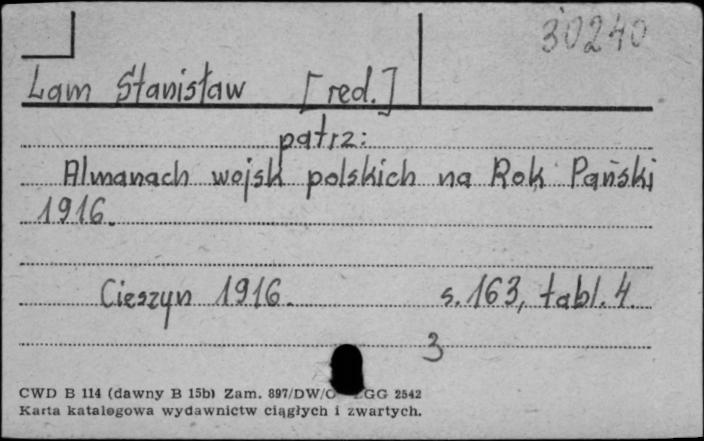 30240
Lam Stanisław [red.]
patrz:
Almanach wojsk polskich na Rok Pański
1916.
Cieszyn 1916. s. 163, tabl. 4.
3
CWD B 114 (dawny B 15b) Zam. 897/DW/O ZGG 2542
Karta katalogowa wydawnictw ciągłych i zwartych.